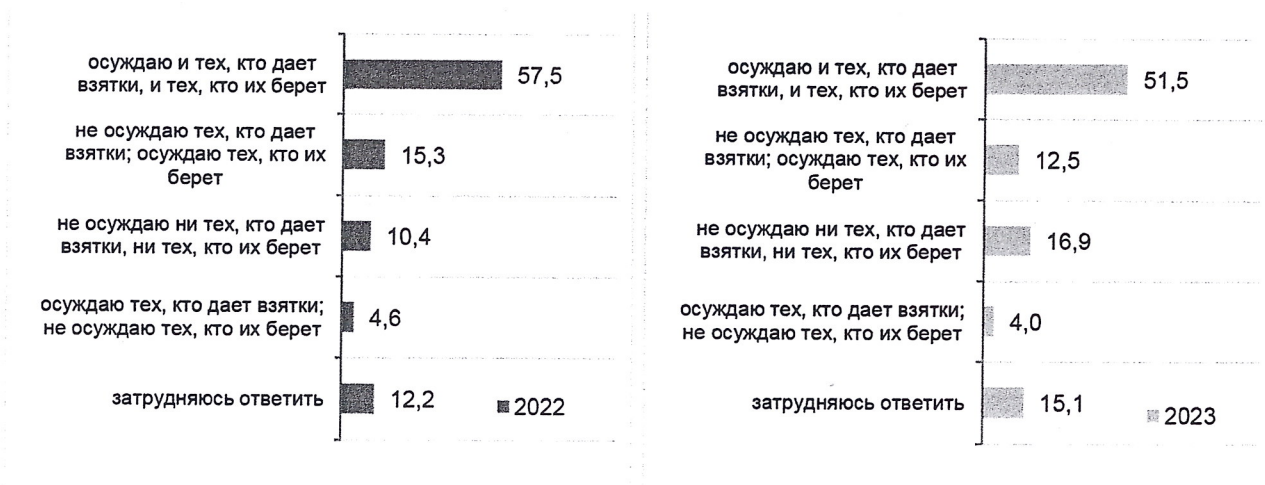 осуждаю и тех, кто дает
взятки, и тех, кто их берет
57,5
не осуждаю тех, кто дает
взятки; осуждаю тех, кто их
берет
15,3
не осуждаю ни тех, кто дает
взятки, ни тех, кто их берет
10,4
осуждаю тех, кто дает взятки;
не осуждаю тех, кто их берет
4,6
затрудняюсь ответить
12,2
2022
осуждаю и тех, кто дает
взятки, и тех, кто их берет
51,5
не осуждаю тех, кто дает
взятки; осуждаю тех, кто их
берет
12,5
не осуждаю ни тех, кто дает
взятки, ни тех, кто их берет
16,9
осуждаю тех, кто дает взятки;
не осуждаю тех, кто их берет
4,0
затрудняюсь ответить
15,1
2023